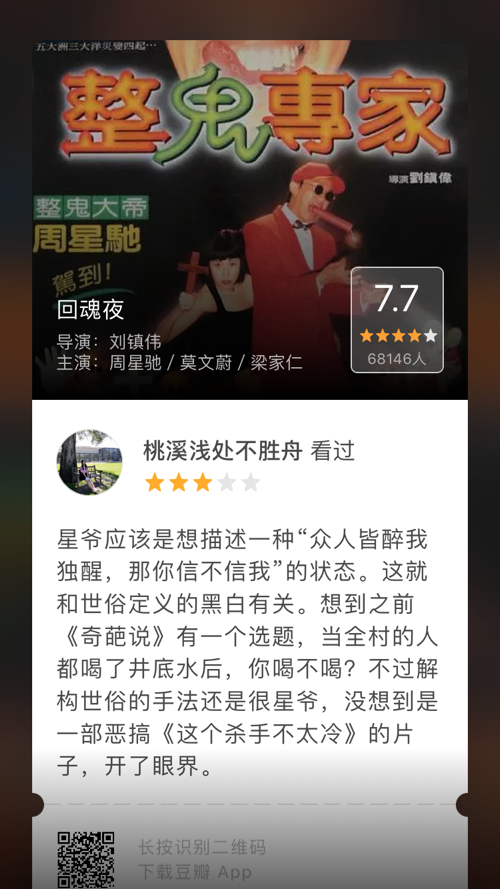 五大洲三大洋災變四起…
整鬼專家
導演 劉鎮偉
整鬼大帝
周星馳
駕到！
7.7
回魂夜
68146人
导演：刘镇伟
主演：周星驰 / 莫文蔚 / 梁家仁
桃溪浅处不胜舟 看过
星爷应该是想描述一种“众人皆醉我
独醒，那你信不信我”的状态。这就
和世俗定义的黑白有关。想到之前
《奇葩说》有一个选题，当全村的人
都喝了井底水后，你喝不喝？不过解
构世俗的手法还是很星爷，没想到是
一部恶搞《这个杀手不太冷》的片
子，开了眼界。
长按识别二维码
下载豆瓣 App